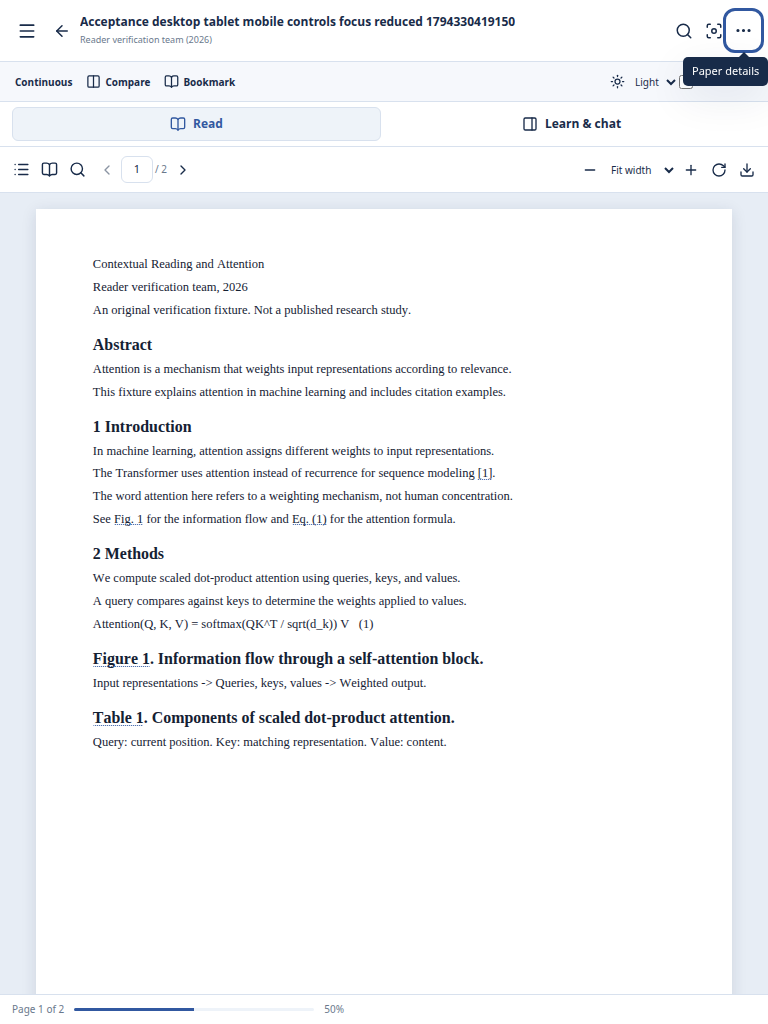 Acceptance desktop tablet mobile controls focus reduced 1794330419150
Reader verification team (2026)
Paper details
Continuous
Compare
Bookmark
Light
Read
Learn & chat
1 / 2
Fit width
Contextual Reading and Attention
Reader verification team, 2026
An original verification fixture. Not a published research study.
Abstract
Attention is a mechanism that weights input representations according to relevance.
This fixture explains attention in machine learning and includes citation examples.
1 Introduction
In machine learning, attention assigns different weights to input representations.
The Transformer uses attention instead of recurrence for sequence modeling [1].
The word attention here refers to a weighting mechanism, not human concentration.
See Fig. 1 for the information flow and Eq. (1) for the attention formula.
2 Methods
We compute scaled dot-product attention using queries, keys, and values.
A query compares against keys to determine the weights applied to values.
Attention(Q, K, V) = softmax(QK^T / sqrt(d_k)) V (1)
Figure 1. Information flow through a self-attention block.
Input representations -> Queries, keys, values -> Weighted output.
Table 1. Components of scaled dot-product attention.
Query: current position. Key: matching representation. Value: content.
Page 1 of 2
50%